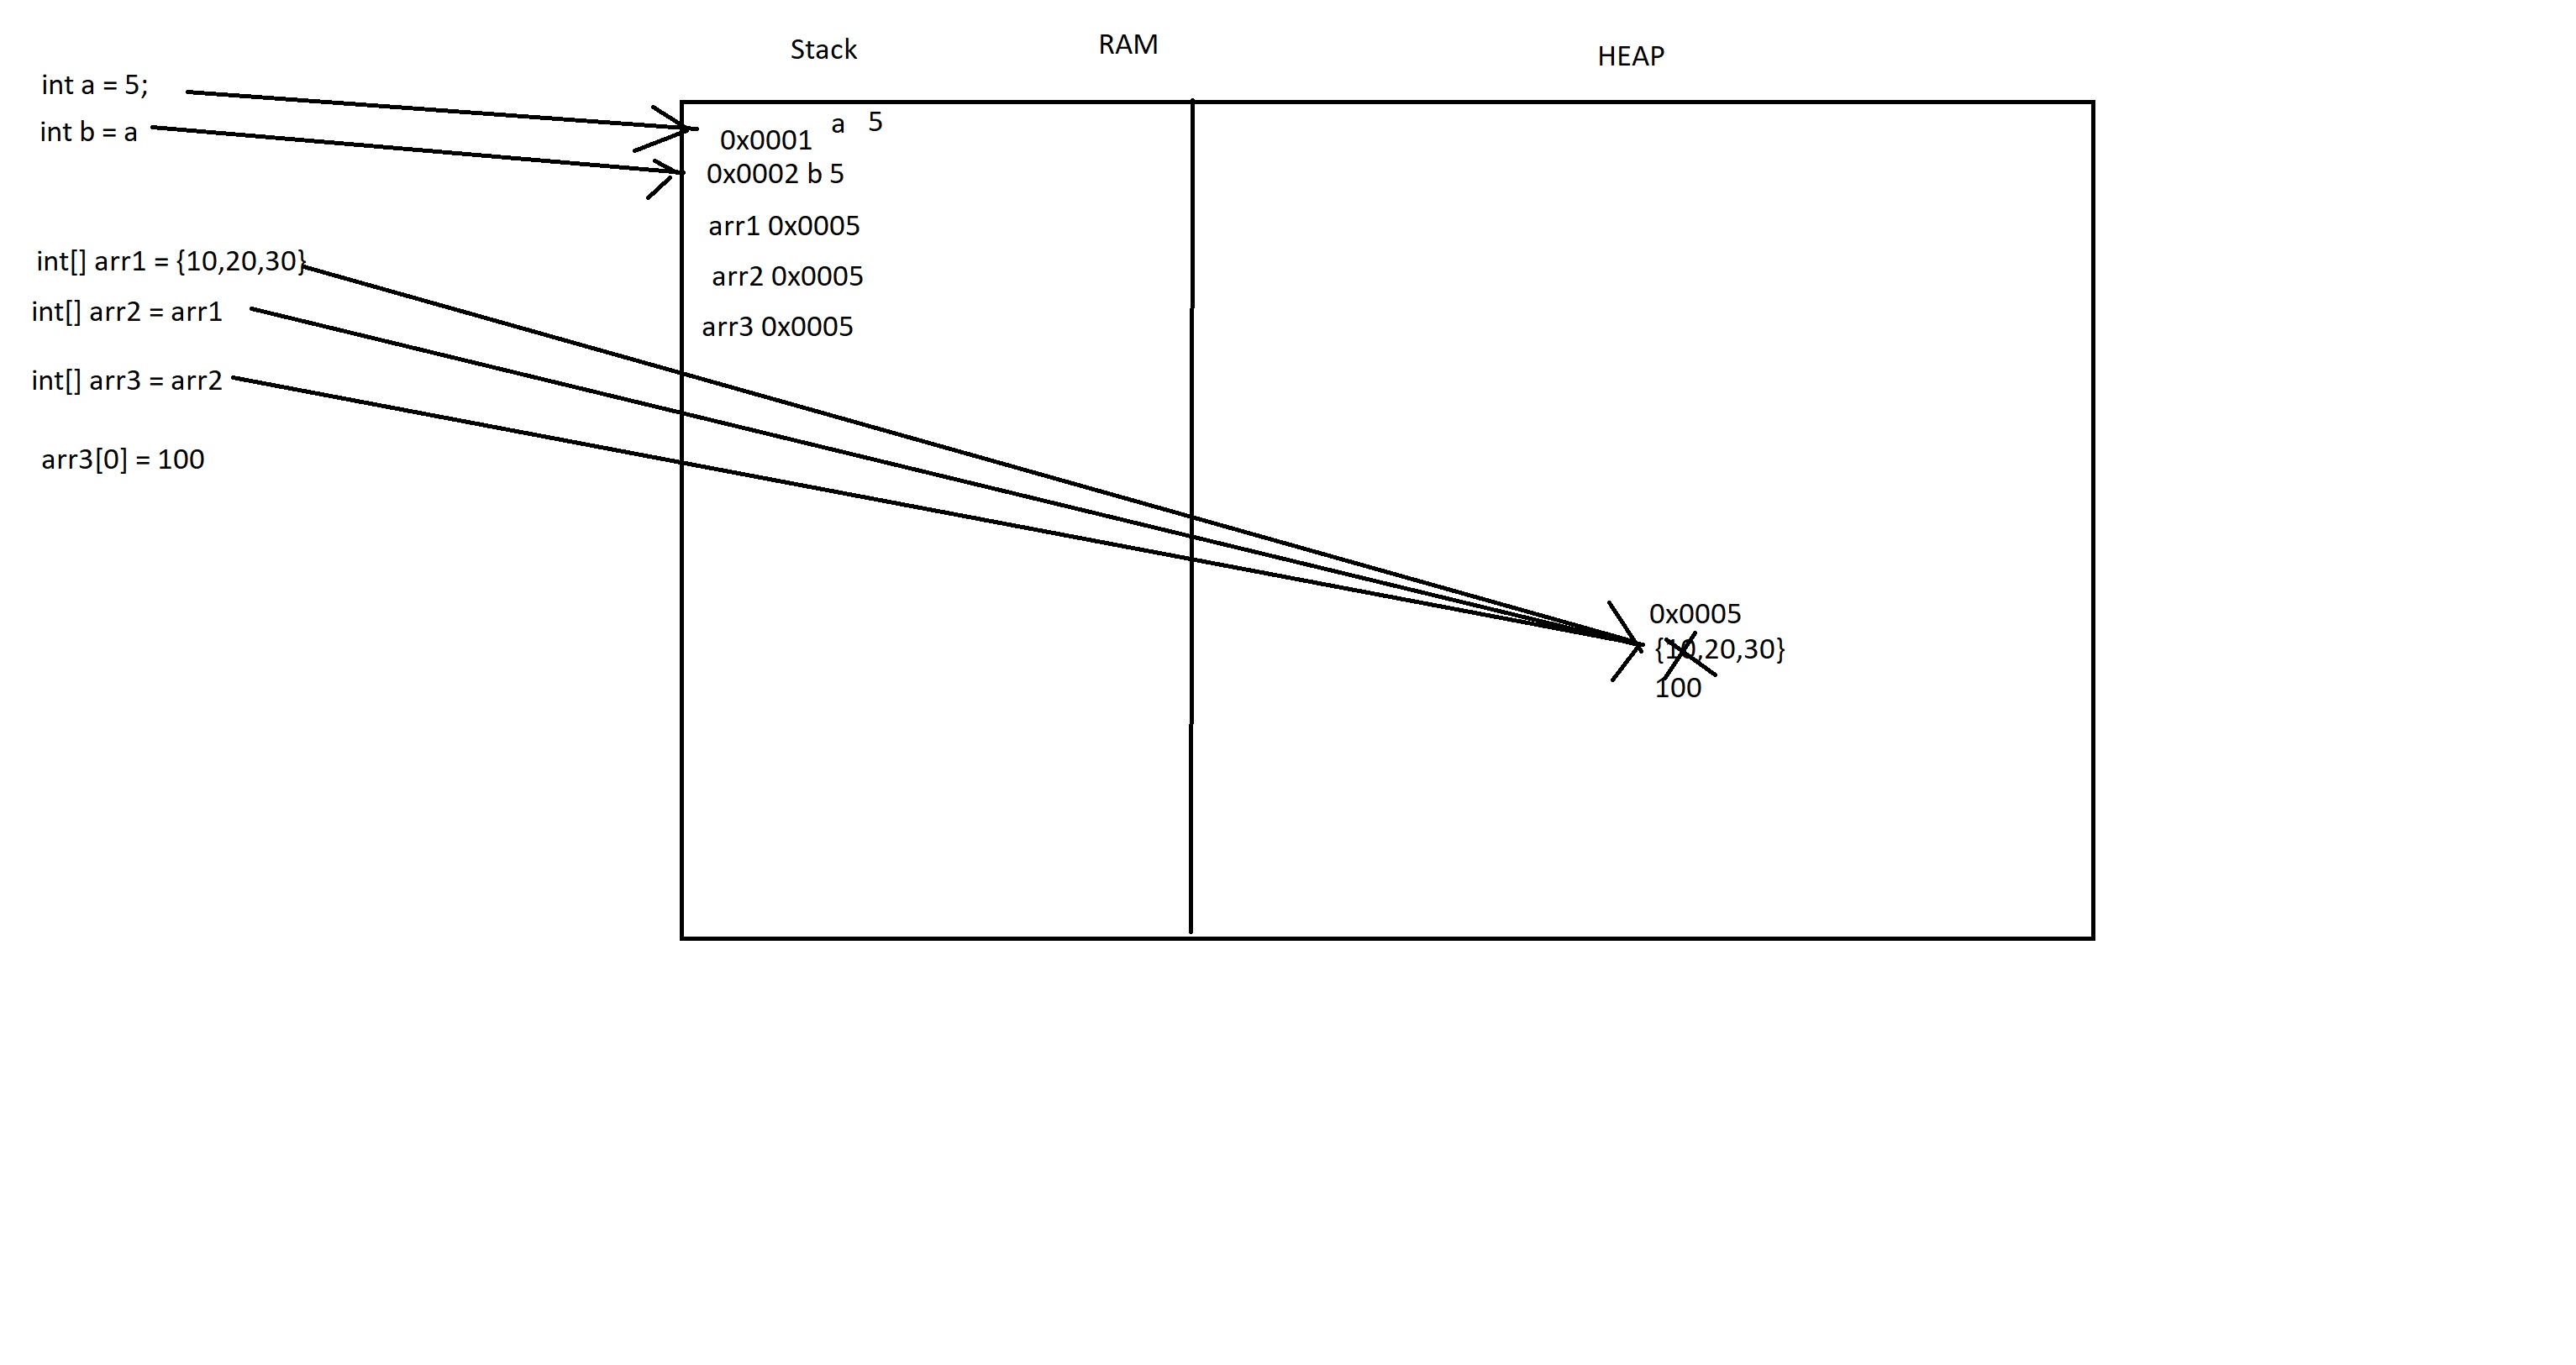 Stack
RAM
HEAP
int a = 5;
int b = a
int[] arr1 = {10,20,30}
int[] arr2 = arr1
int[] arr3 = arr2
arr3[0] = 100
0x0001 a 5
0x0002 b 5
arr1 0x0005
arr2 0x0005
arr3 0x0005
0x0005
{10,20,30}
100